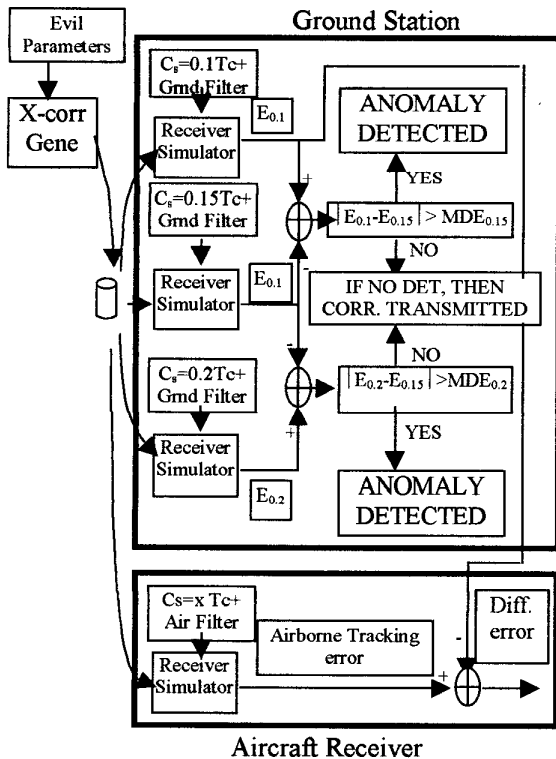 Ground Station
Evil
Parameters
X-corr
Gene
Cs=0.1Tc+
Grnd Filter
E0.1
Receiver
Simulator
ANOMALY
DETECTED
YES
Cs=0.15Tc+
Grnd Filter
+
|E0.1-E0.15| > MDE0.15
NO
Receiver
Simulator
E0.1
-
IF NO DET, THEN
CORR. TRANSMITTED
NO
-
Cs=0.2Tc+
Grnd Filter
|E0.2-E0.15| >MDE0.2
+
YES
Receiver
Simulator
E0.2
ANOMALY
DETECTED
Cs=x Tc+
Air Filter
Airborne Tracking
error
Diff.
error
-
Receiver
Simulator
+
Aircraft Receiver